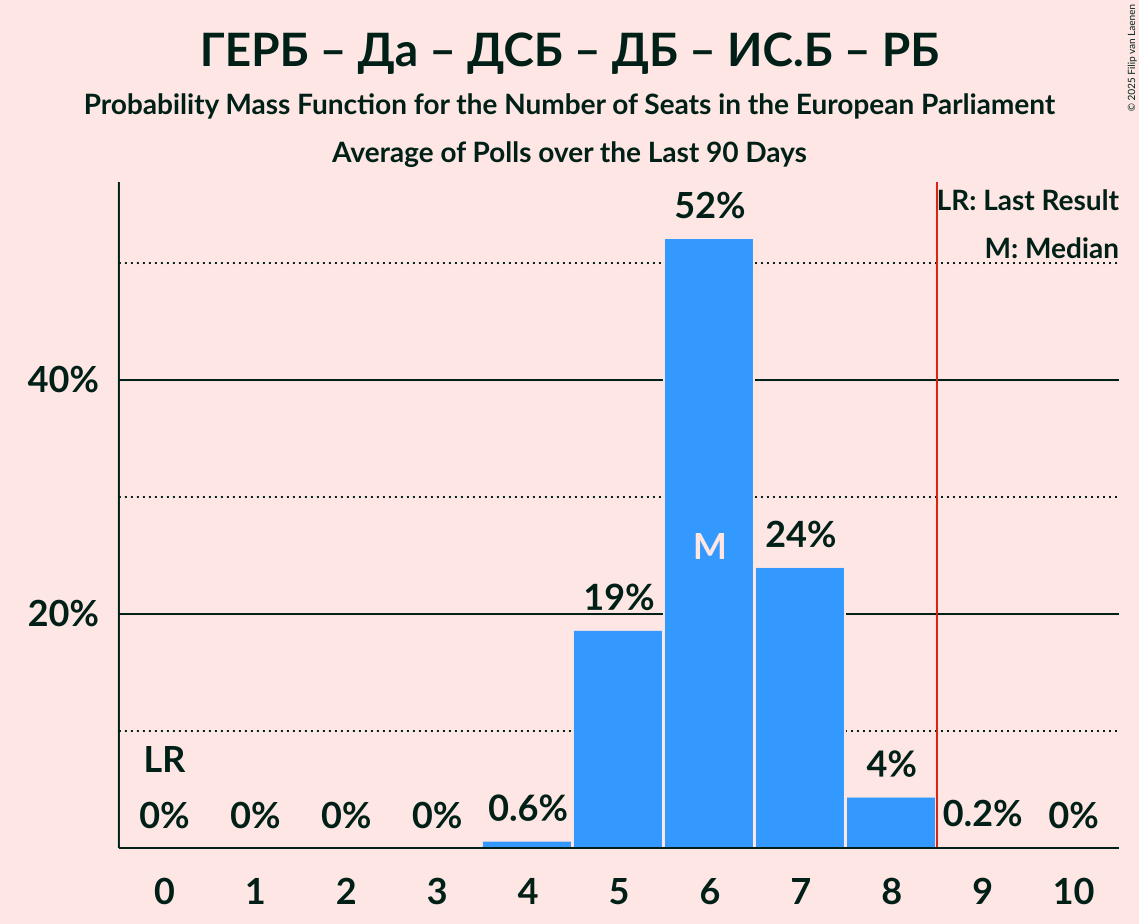 ГЕРБ – Да – ДСБ – ДБ – ИС.Б – РБ
Probability Mass Function for the Number of Seats in the European Parliament
Average of Polls over the Last 90 Days
© 2025 Filip van Laenen
LR: Last Result
M: Median
52%
40%
24%
M
19%
20%
LR
4%
0%
0%
0%
0%
0.6%
0.2%
0%
0 1 2 3 4 5 6 7 8 9 10